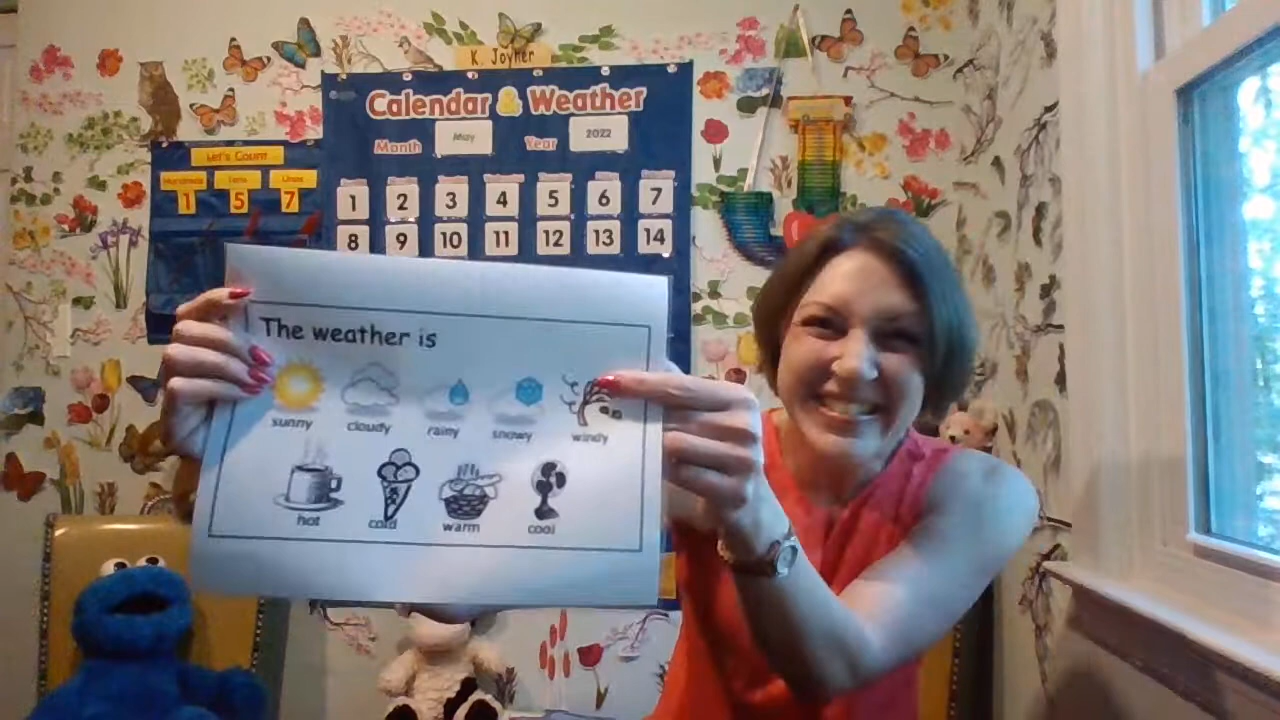 K. Joyner
Calendar & Weather
Month May Year 2022
Let's Count
Hundreds Tens Ones
1 5 7
1 2 3 4 5 6 7
8 9 10 11 12 13 14
The weather is
sunny cloudy rainy snowy windy
hot cold warm cool